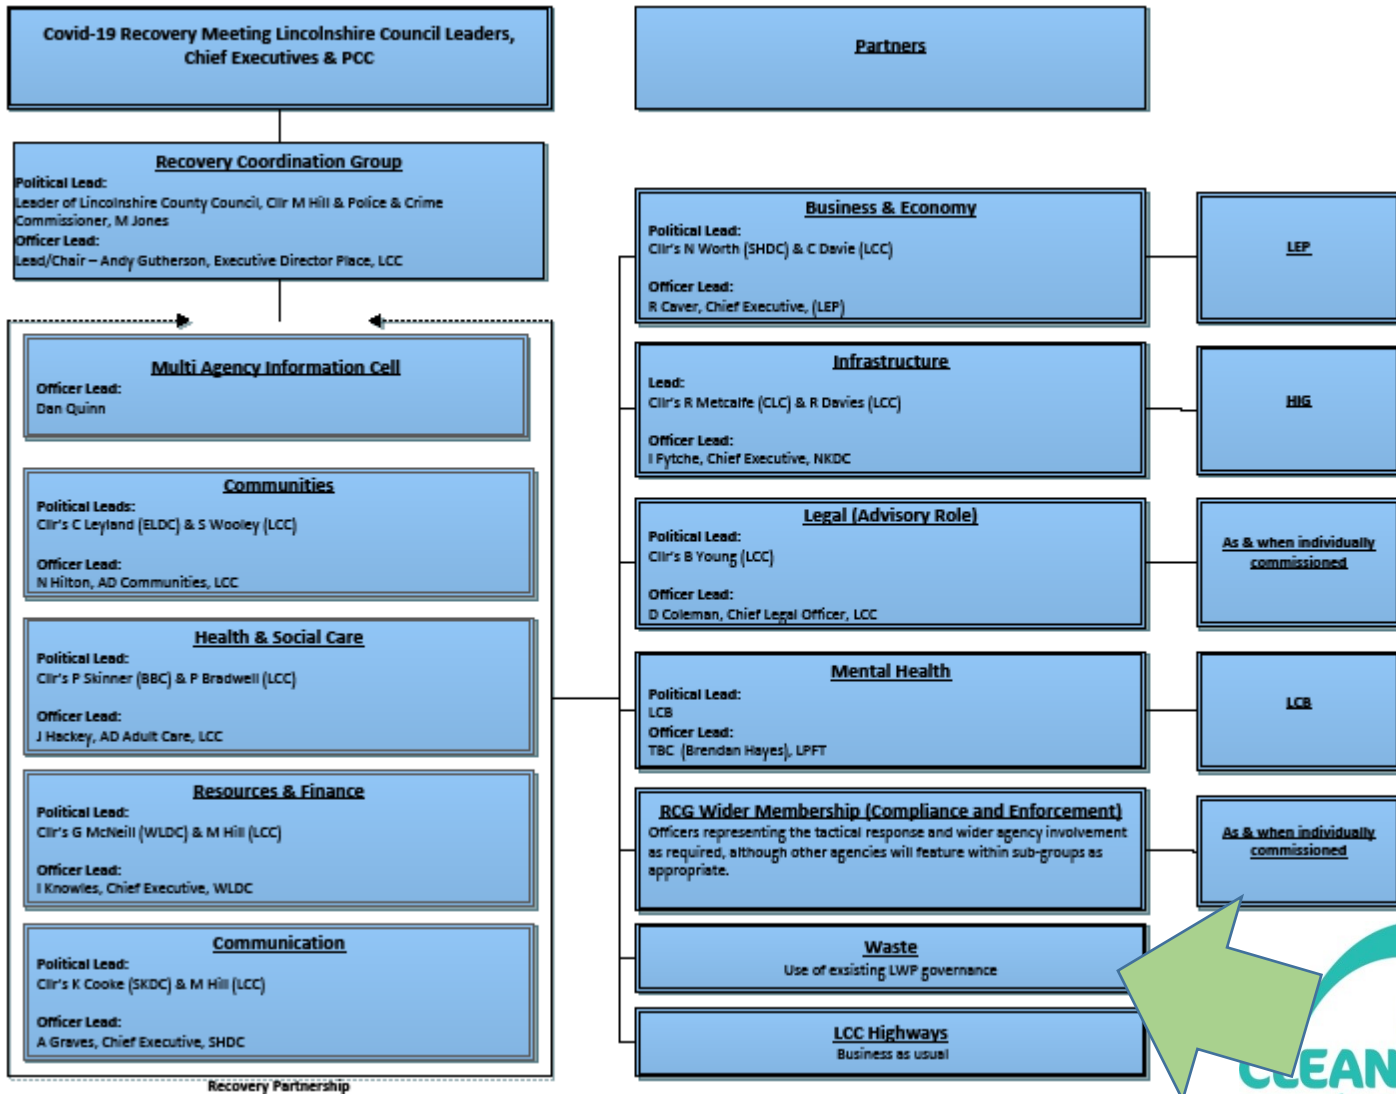 Covid-19 Recovery Meeting Lincolnshire Council Leaders,
Chief Executives & PCC
Recovery Coordination Group
Political Lead:
Leader of Lincolnshire County Council, Cllr M Hill & Police & Crime
Commissioner, M Jones
Officer Lead:
Lead/Chair – Andy Gutherson, Executive Director Place, LCC
Multi Agency Information Cell
Officer Lead:
Dan Quinn
Communities
Political Leads:
Cllr's C Leyland (ELDC) & S Wooley (LCC)
Officer Lead:
N Hilton, AD Communities, LCC
Health & Social Care
Political Lead:
Cllr's P Skinner (BBC) & P Bradwell (LCC)
Officer Lead:
J Hackey, AD Adult Care, LCC
Resources & Finance
Political Lead:
Cllr's G McNeill (WLDC) & M Hill (LCC)
Officer Lead:
I Knowles, Chief Executive, WLDC
Communication
Political Lead:
Cllr's K Cooke (SKDC) & M Hill (LCC)
Officer Lead:
A Graves, Chief Executive, SHDC
Recovery Partnership
Partners
Business & Economy
Political Lead:
Cllr's N Worth (SHDC) & C Davie (LCC)
Officer Lead:
R Caver, Chief Executive, (LEP)
LEP
Infrastructure
Lead:
Cllr's R Metcalfe (CLC) & R Davies (LCC)
Officer Lead:
I Fytche, Chief Executive, NKDC
HIG
Legal (Advisory Role)
Political Lead:
Cllr's B Young (LCC)
Officer Lead:
D Coleman, Chief Legal Officer, LCC
As & when individually
commissioned
Mental Health
Political Lead:
LCB
Officer Lead:
TBC (Brendan Hayes), LPFT
LCB
RCG Wider Membership (Compliance and Enforcement)
Officers representing the tactical response and wider agency involvement
as required, although other agencies will feature within sub-groups as
appropriate.
As & when individually
commissioned
Waste
Use of exsisting LWP governance
LCC Highways
Business as usual
CLEAN